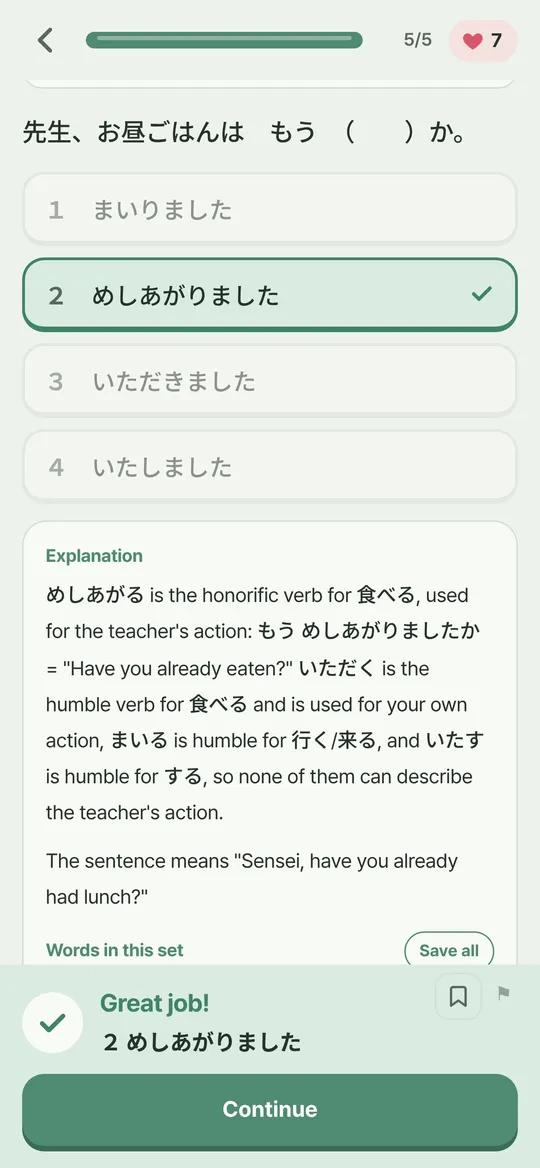 5/5
7
先生、お昼ごはんは　もう　（　　）か。
1 まいりました
2 めしあがりました
3 いただきました
4 いたしました
Explanation
めしあがる is the honorific verb for 食べる, used
for the teacher's action: もう めしあがりましたか
= "Have you already eaten?" いただく is the
humble verb for 食べる and is used for your own
action, まいる is humble for 行く/来る, and いたす
is humble for する, so none of them can describe
the teacher's action.
The sentence means "Sensei, have you already
had lunch?"
Words in this set
Save all
Great job!
2 めしあがりました
Continue